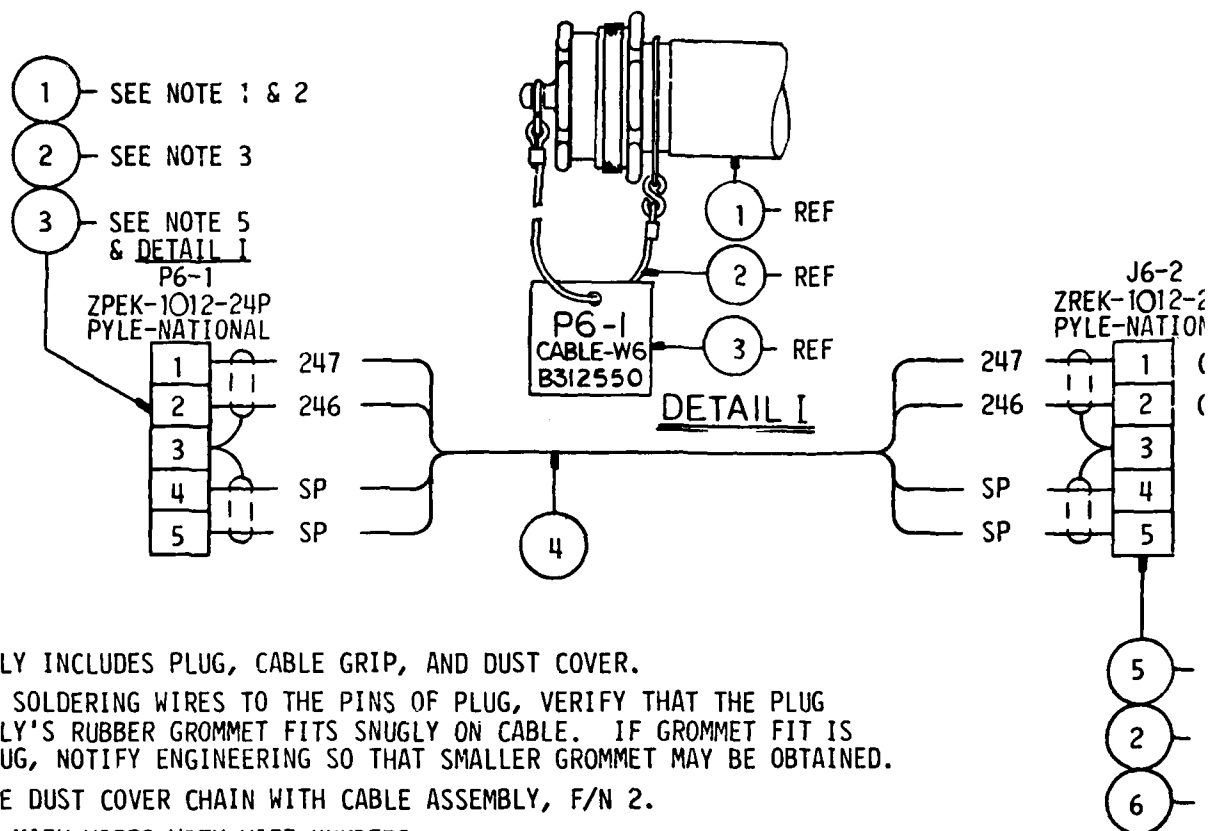 1 SEE NOTE 1 & 2
2 SEE NOTE 3
3 SEE NOTE 5
& DETAIL I
P6-1
ZPEK-1012-24P
PYLE-NATIONAL
1 247
2 246
3
4 SP
5 SP
1 REF
2 REF
3 REF
P6-1
CABLE-W6
B312550
DETAIL I
4
J6-2
ZREK-1012-2
PYLE-NATION
247 1
246 2
3
SP 4
SP 5
5
2
6
LY INCLUDES PLUG, CABLE GRIP, AND DUST COVER.
SOLDERING WIRES TO THE PINS OF PLUG, VERIFY THAT THE PLUG
LY'S RUBBER GROMMET FITS SNUGLY ON CABLE. IF GROMMET FIT IS
UG, NOTIFY ENGINEERING SO THAT SMALLER GROMMET MAY BE OBTAINED.
E DUST COVER CHAIN WITH CABLE ASSEMBLY, F/N 2.